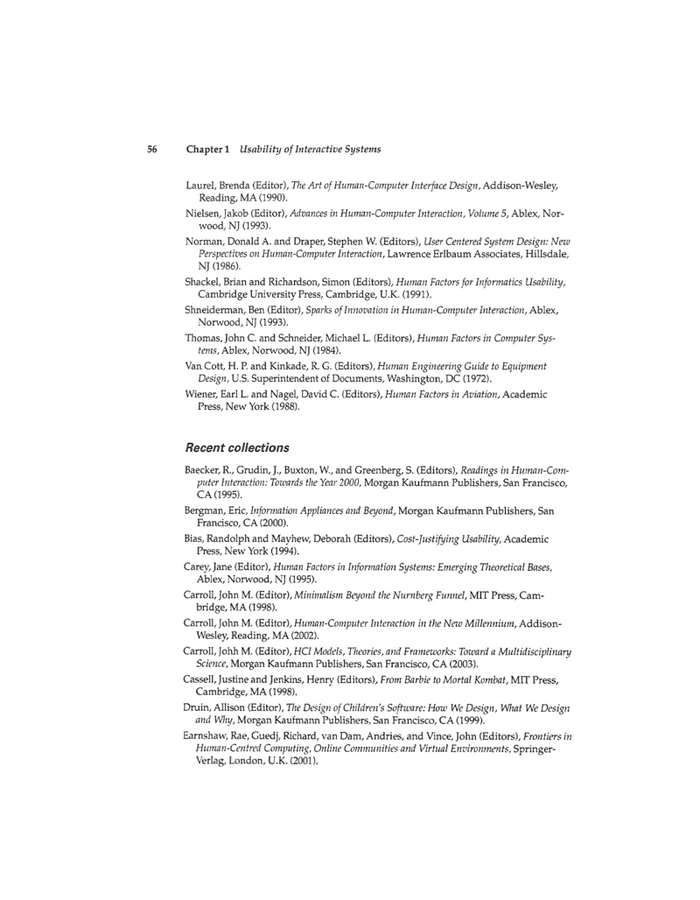 56 Chapter 1 Usability of Interactive Systems
Laurel, Brenda (Editor), The Art of Human-Computer Interface Design, Addison-Wesley,
Reading, MA (1990).
Nielsen, Jakob (Editor), Advances in Human-Computer Interaction, Volume 5, Ablex, Nor-
wood, NJ (1993).
Norman, Donald A. and Draper, Stephen W. (Editors), User Centered System Design: New
Perspectives on Human-Computer Interaction, Lawrence Erlbaum Associates, Hillsdale,
NJ (1986).
Shackel, Brian and Richardson, Simon (Editors), Human Factors for Informatics Usability,
Cambridge University Press, Cambridge, U.K. (1991).
Shneiderman, Ben (Editor), Sparks of Innovation in Human-Computer Interaction, Ablex,
Norwood, NJ (1993).
Thomas, John C. and Schneider, Michael L. (Editors), Human Factors in Computer Sys-
tems, Ablex, Norwood, NJ (1984).
Van Cott, H. P. and Kinkade, R. G. (Editors), Human Engineering Guide to Equipment
Design, U.S. Superintendent of Documents, Washington, DC (1972).
Wiener, Earl L. and Nagel, David C. (Editors), Human Factors in Aviation, Academic
Press, New York (1988).
Recent collections
Baecker, R., Grudin, J., Buxton, W., and Greenberg, S. (Editors), Readings in Human-Com-
puter Interaction: Towards the Year 2000, Morgan Kaufmann Publishers, San Francisco,
CA (1995).
Bergman, Eric, Information Appliances and Beyond, Morgan Kaufmann Publishers, San
Francisco, CA (2000).
Bias, Randolph and Mayhew, Deborah (Editors), Cost-Justifying Usability, Academic
Press, New York (1994).
Carey, Jane (Editor), Human Factors in Information Systems: Emerging Theoretical Bases,
Ablex, Norwood, NJ (1995).
Carroll, John M. (Editor), Minimalism Beyond the Nurnberg Funnel, MIT Press, Cam-
bridge, MA (1998).
Carroll, John M. (Editor), Human-Computer Interaction in the New Millennium, Addison-
Wesley, Reading, MA (2002).
Carroll, Johh M. (Editor), HCI Models, Theories, and Frameworks: Toward a Multidisciplinary
Science, Morgan Kaufmann Publishers, San Francisco, CA (2003).
Cassell, Justine and Jenkins, Henry (Editors), From Barbie to Mortal Kombat, MIT Press,
Cambridge, MA (1998).
Druin, Allison (Editor), The Design of Children's Software: How We Design, What We Design
and Why, Morgan Kaufmann Publishers, San Francisco, CA (1999).
Earnshaw, Rae, Guedj, Richard, van Dam, Andries, and Vince, John (Editors), Frontiers in
Human-Centred Computing, Online Communities and Virtual Environments, Springer-
Verlag, London, U.K. (2001).